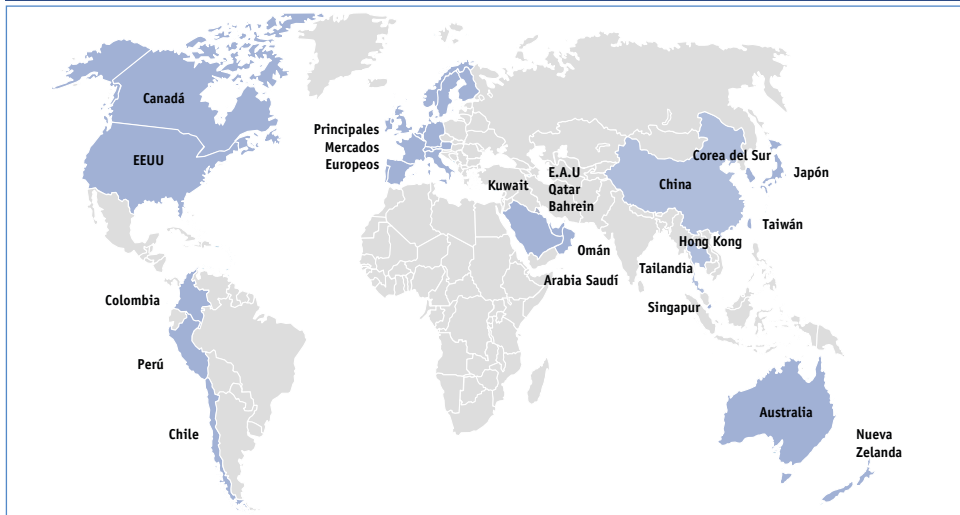 Canadá
EEUU
Principales
Mercados
Europeos
Kuwait
E.A.U
Qatar
Bahrein
Corea del Sur
China
Japón
Taiwán
Hong Kong
Omán
Tailandia
Arabia Saudí
Singapur
Colombia
Perú
Chile
Australia
Nueva
Zelanda